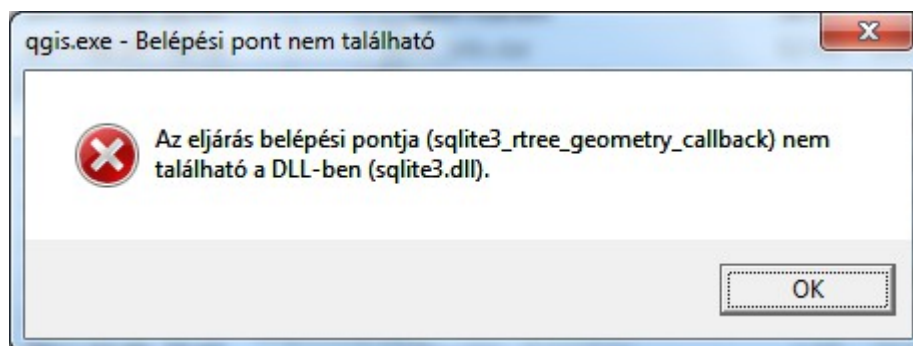 qgis.exe - Belépési pont nem található
Az eljárás belépési pontja (sqlite3_rtree_geometry_callback) nem
található a DLL-ben (sqlite3.dll).
OK